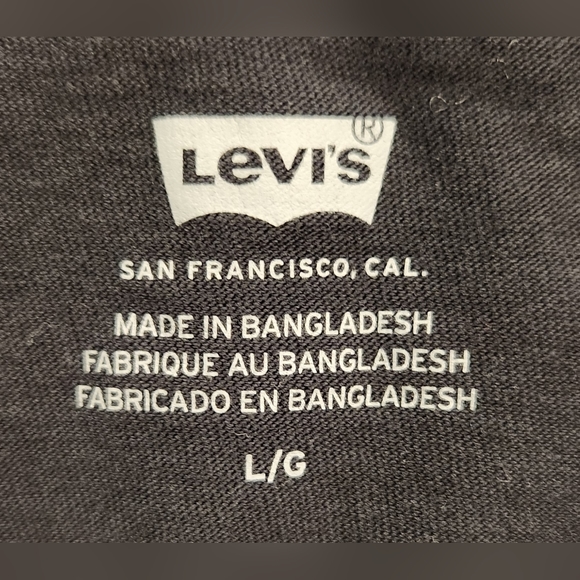 LEVI'S®
SAN FRANCISCO, CAL.
MADE IN BANGLADESH
FABRIQUE AU BANGLADESH
FABRICADO EN BANGLADESH
L/G